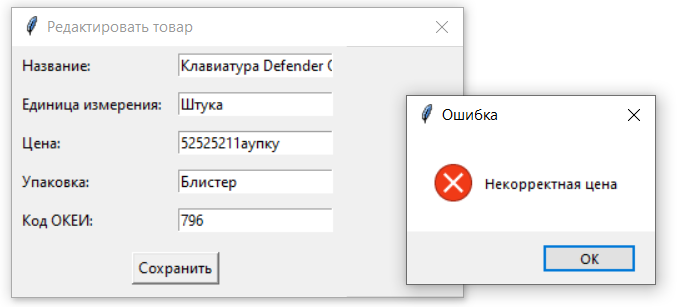 Редактировать товар
Название: Клавиатура Defender
Единица измерения: Штука
Цена: 52525211аупку
Упаковка: Блистер
Код ОКЕИ: 796
Сохранить
Ошибка
Некорректная цена
ОК